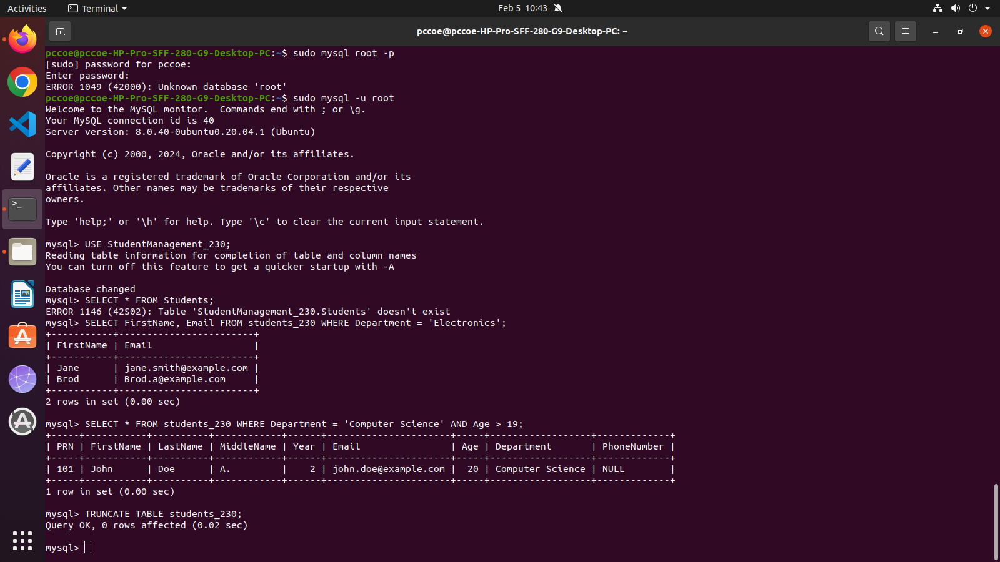 Activities
Terminal
Feb 5 10:43
pccoe@pccoe-HP-Pro-SFF-280-G9-Desktop-PC: ~
pccoe@pccoe-HP-Pro-SFF-280-G9-Desktop-PC:~$ sudo mysql root -p
[sudo] password for pccoe:
Enter password:
ERROR 1049 (42000): Unknown database 'root'
pccoe@pccoe-HP-Pro-SFF-280-G9-Desktop-PC:~$ sudo mysql -u root
Welcome to the MySQL monitor.  Commands end with ; or \g.
Your MySQL connection id is 40
Server version: 8.0.40-0ubuntu0.20.04.1 (Ubuntu)

Copyright (c) 2000, 2024, Oracle and/or its affiliates.

Oracle is a registered trademark of Oracle Corporation and/or its
affiliates. Other names may be trademarks of their respective
owners.

Type 'help;' or '\h' for help. Type '\c' to clear the current input statement.

mysql> USE StudentManagement_230;
Reading table information for completion of table and column names
You can turn off this feature to get a quicker startup with -A

Database changed
mysql> SELECT * FROM Students;
ERROR 1146 (42S02): Table 'StudentManagement_230.Students' doesn't exist
mysql> SELECT FirstName, Email FROM students_230 WHERE Department = 'Electronics';
+-----------+------------------------+
| FirstName | Email                  |
+-----------+------------------------+
| Jane      | jane.smith@example.com |
| Brod      | Brod.a@example.com     |
+-----------+------------------------+
2 rows in set (0.00 sec)

mysql> SELECT * FROM students_230 WHERE Department = 'Computer Science' AND Age > 19;
+-----+-----------+----------+------------+------+----------------------+-----+------------------+-------------+
| PRN | FirstName | LastName | MiddleName | Year | Email                | Age | Department       | PhoneNumber |
+-----+-----------+----------+------------+------+----------------------+-----+------------------+-------------+
| 101 | John      | Doe      | A.         |    2 | john.doe@example.com |  20 | Computer Science | NULL        |
+-----+-----------+----------+------------+------+----------------------+-----+------------------+-------------+
1 row in set (0.00 sec)

mysql> TRUNCATE TABLE students_230;
Query OK, 0 rows affected (0.02 sec)

mysql>